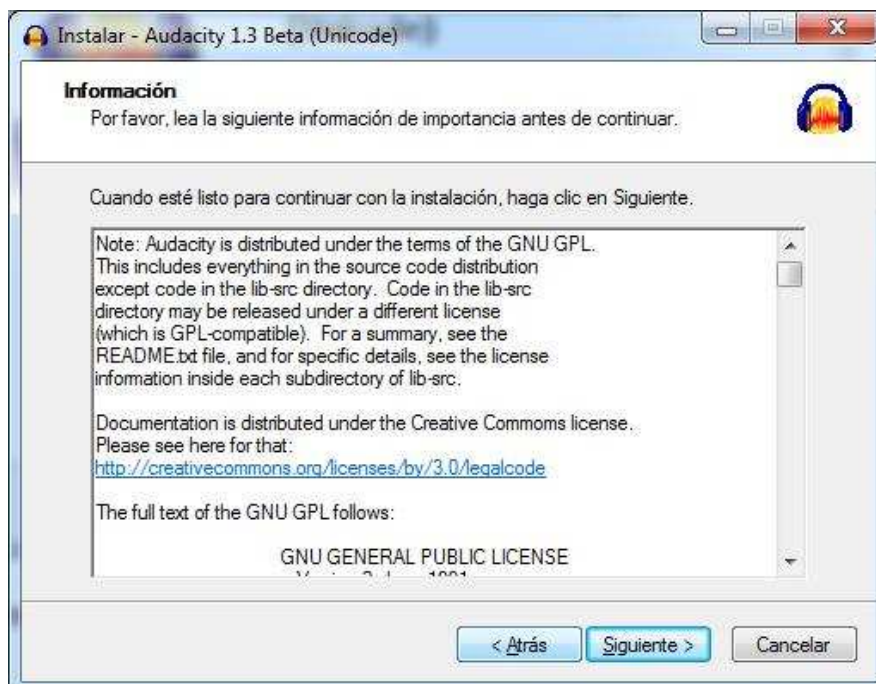 Instalar - Audacity 1.3 Beta (Unicode)
Información
Por favor, lea la siguiente información de importancia antes de continuar.
Cuando esté listo para continuar con la instalación, haga clic en Siguiente.
Note: Audacity is distributed under the terms of the GNU GPL.
This includes everything in the source code distribution
except code in the lib-src directory. Code in the lib-src
directory may be released under a different license
(which is GPL-compatible). For a summary, see the
README.txt file, and for specific details, see the license
information inside each subdirectory of lib-src.
Documentation is distributed under the Creative Commoms license.
Please see here for that:
http://creativecommons.org/licenses/by/3.0/legalcode
The full text of the GNU GPL follows:
GNU GENERAL PUBLIC LICENSE
< Atrás
Siguiente >
Cancelar